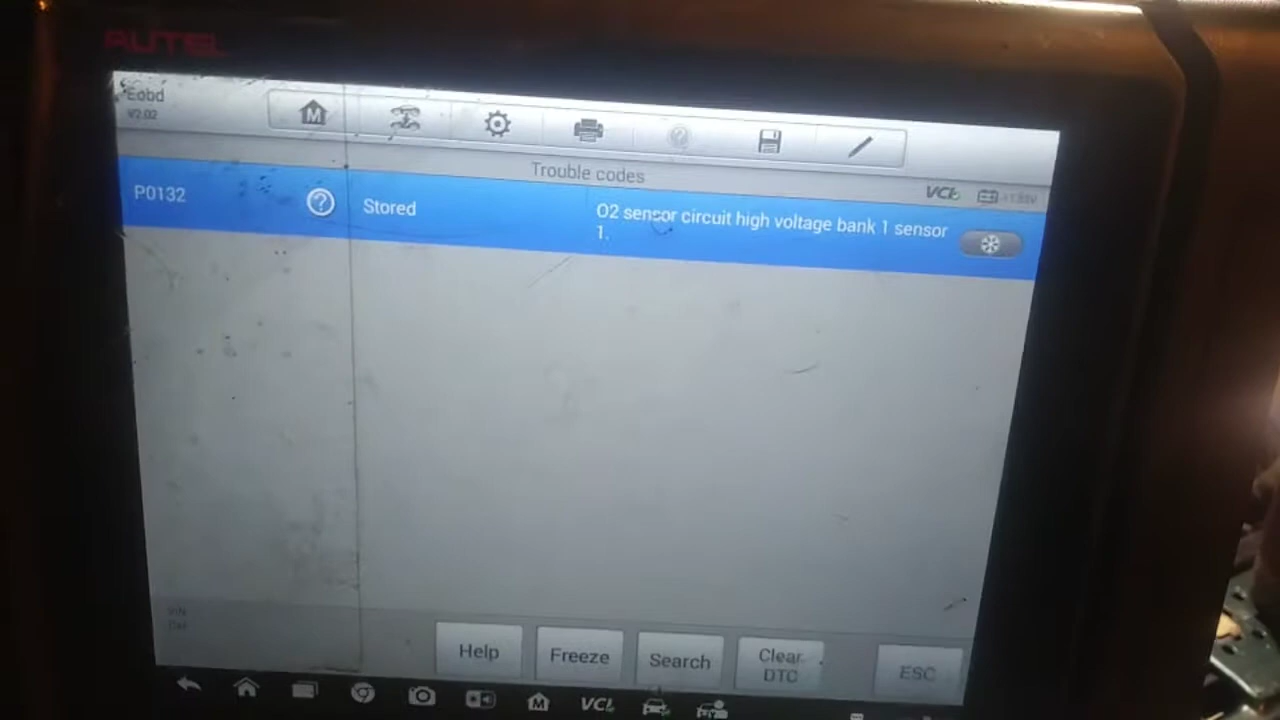 AUTEL
Eobd
V2.02
M
Trouble codes
VCI
P0132
?
Stored
O2 sensor circuit high voltage bank 1 sensor
1.
VIN
Help
Freeze
Search
Clear
DTC
ESC
M
VCI